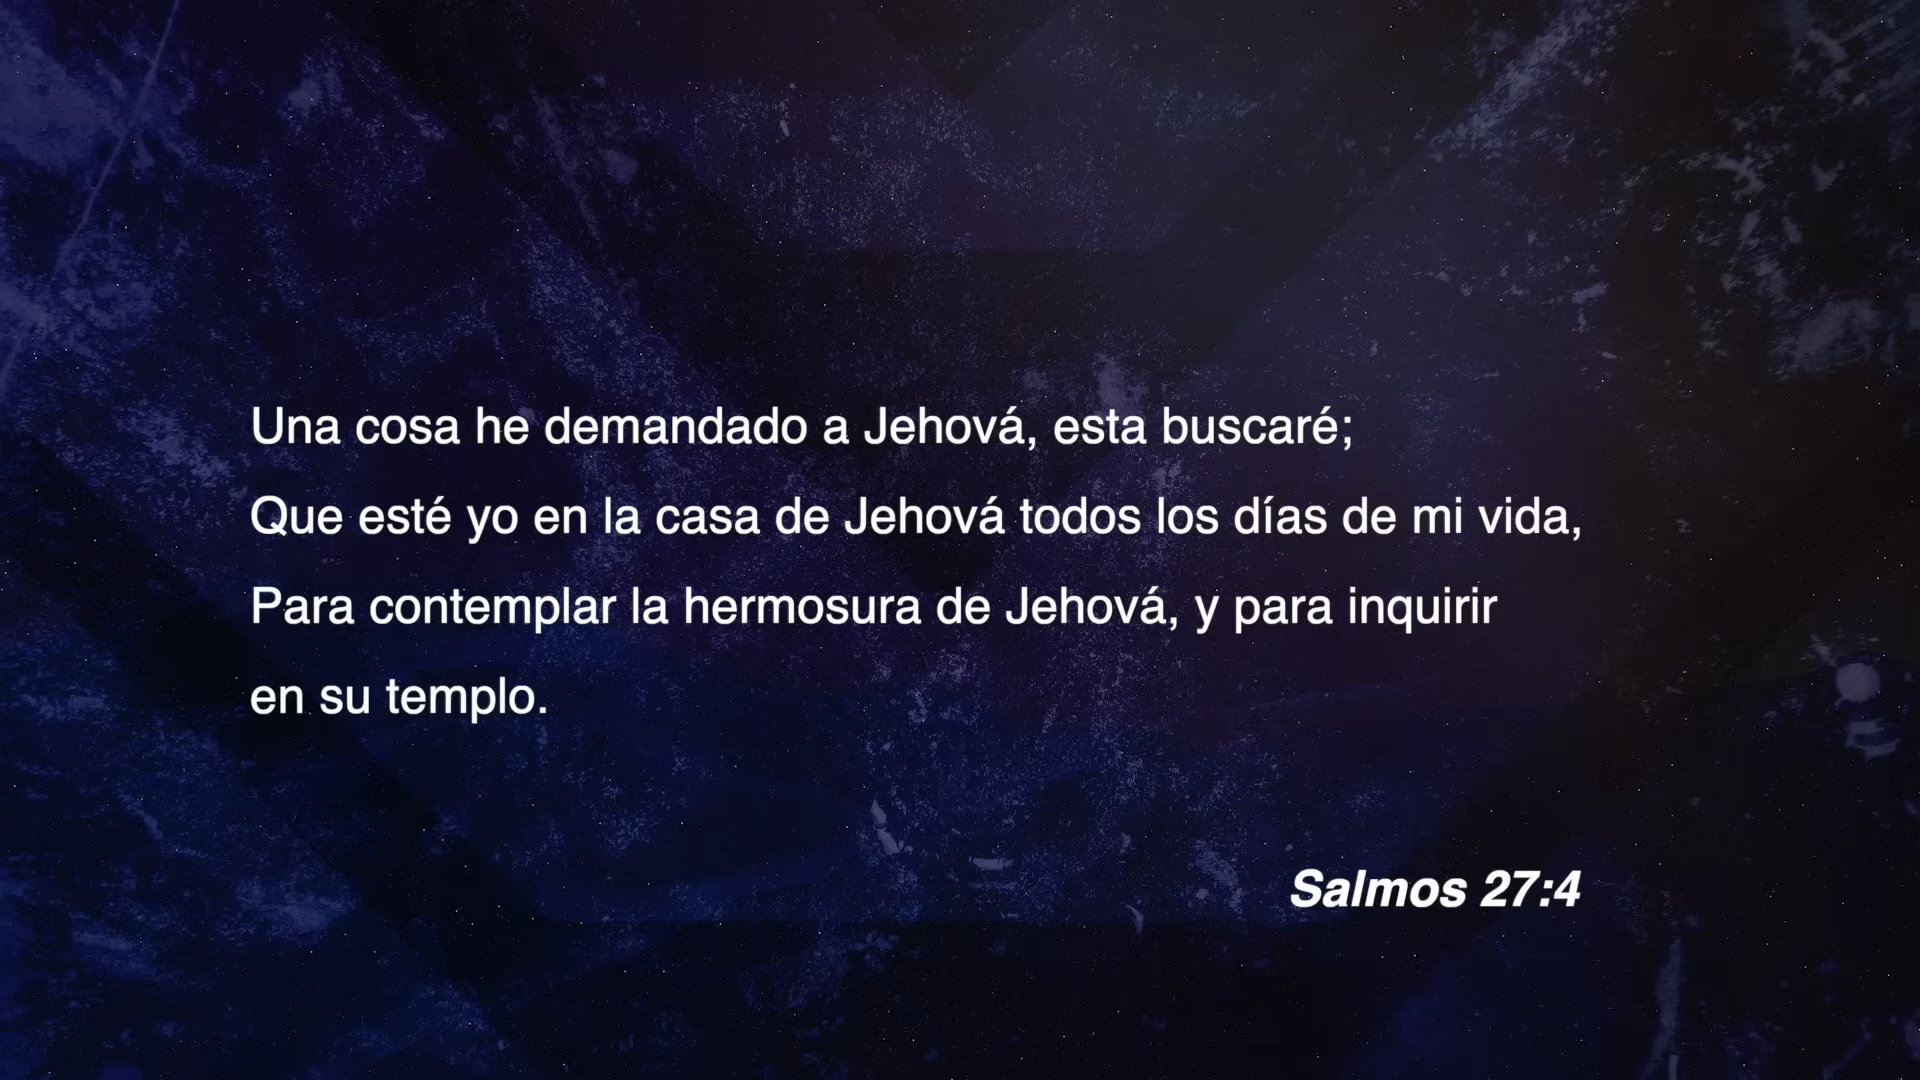 Una cosa he demandado a Jehová, esta buscaré;
Que esté yo en la casa de Jehová todos los días de mi vida,
Para contemplar la hermosura de Jehová, y para inquirir
en su templo.
Salmos 27:4